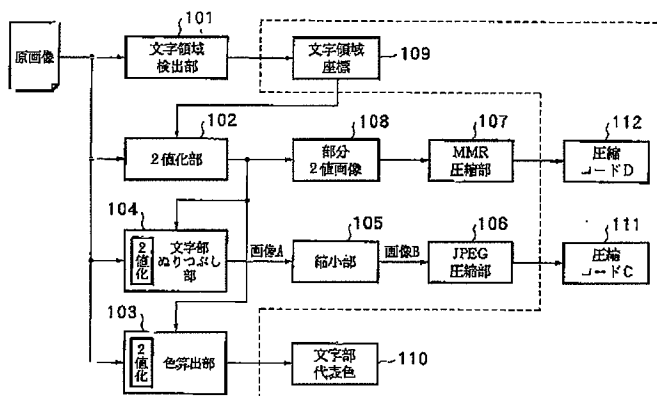 原画像
101
文字領域
検出部
文字領域
座標
109
102
2値化部
108
部分
2値画像
107
MMR
圧縮部
112
圧縮
コードD
104
2値化
文字部
ぬりつぶし
部
画像A
105
縮小部
画像B
106
JPEG
圧縮部
111
圧縮
コードC
103
2値化
色算出部
文字部
代表色
110